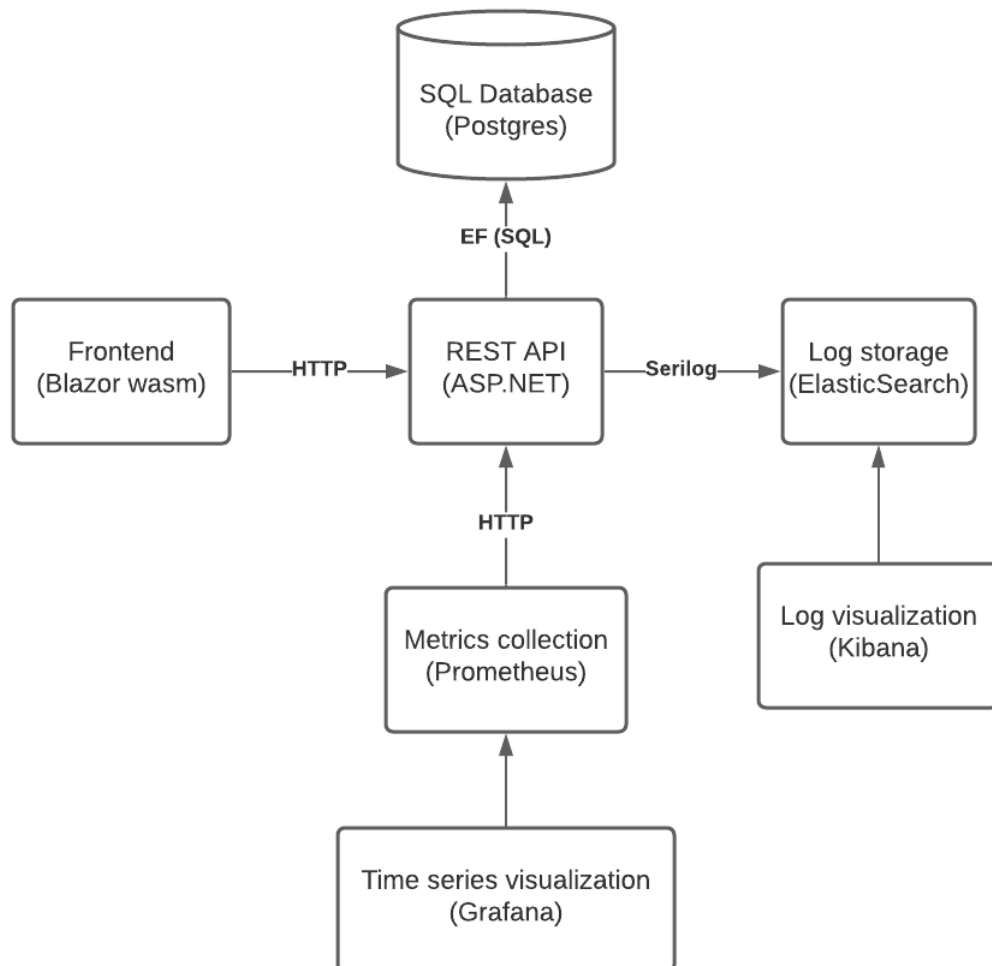 SQL Database
(Postgres)
EF (SQL)
Frontend
(Blazor wasm)
HTTP
REST API
(ASP.NET)
Serilog
Log storage
(ElasticSearch)
HTTP
Log visualization
(Kibana)
Metrics collection
(Prometheus)
Time series visualization
(Grafana)